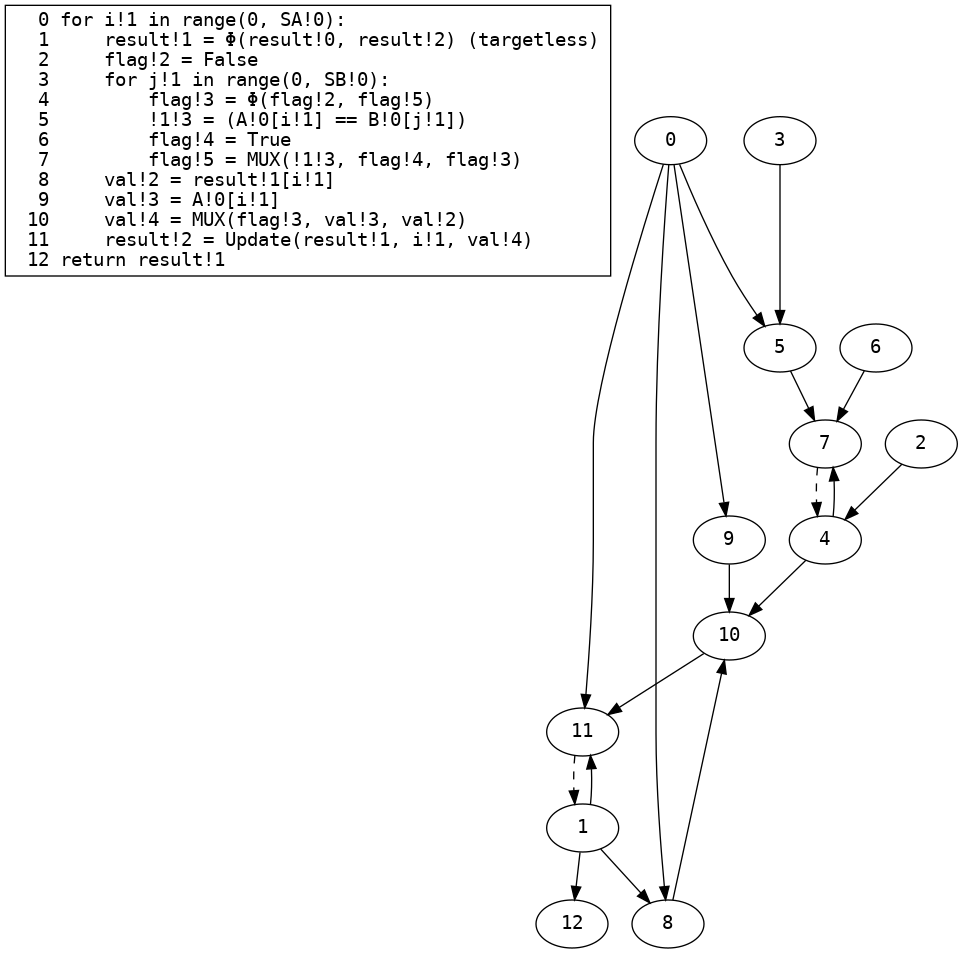 0 for i!1 in range(0, SA!0):
1     result!1 = Φ(result!0, result!2) (targetless)
2     flag!2 = False
3     for j!1 in range(0, SB!0):
4         flag!3 = Φ(flag!2, flag!5)
5         !1!3 = (A!0[i!1] == B!0[j!1])
6         flag!4 = True
7         flag!5 = MUX(!1!3, flag!4, flag!3)
8     val!2 = result!1[i!1]
9     val!3 = A!0[i!1]
10     val!4 = MUX(flag!3, val!3, val!2)
11     result!2 = Update(result!1, i!1, val!4)
12 return result!1
0
3
5
6
7
2
9
4
10
11
1
12
8